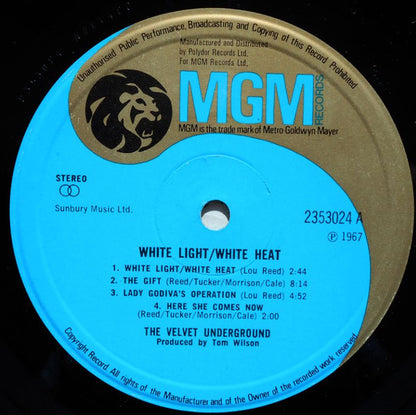 Unauthorised Public Performance, Broadcasting and Copying of this Record Prohibited
Manufactured and Distributed
by Polydor Records Ltd.
For MGM Records Ltd.
MGM
RECORDS
MGM is the trade mark of Metro-Goldwyn Mayer
STEREO
Sunbury Music Ltd.
2353024 A
℗ 1967
WHITE LIGHT/WHITE HEAT
1. WHITE LIGHT/WHITE HEAT (Lou Reed) 2:44
2. THE GIFT (Reed/Tucker/Morrison/Cale) 8:14
3. LADY GODIVA'S OPERATION (Lou Reed) 4:52
4. HERE SHE COMES NOW
(Reed/Tucker/Morrison/Cale) 2:00
THE VELVET UNDERGROUND
Produced by Tom Wilson
Copyright Record. All rights of the Manufacturer and of the Owner of the recorded work reserved.